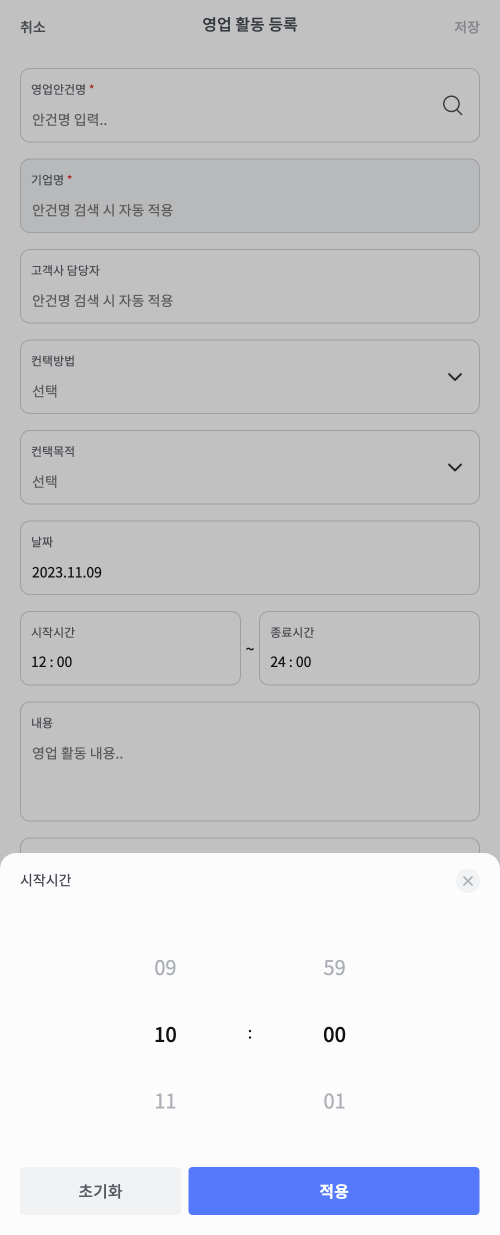 취소
영업 활동 등록
저장
영업안건명 *
안건명 입력..
기업명 *
안건명 검색 시 자동 적용
고객사 담당자
안건명 검색 시 자동 적용
컨택방법
선택
컨택목적
선택
날짜
2023.11.09
시작시간
12 : 00
~
종료시간
24 : 00
내용
영업 활동 내용..
시작시간
09 59
10 : 00
11 01
초기화
적용